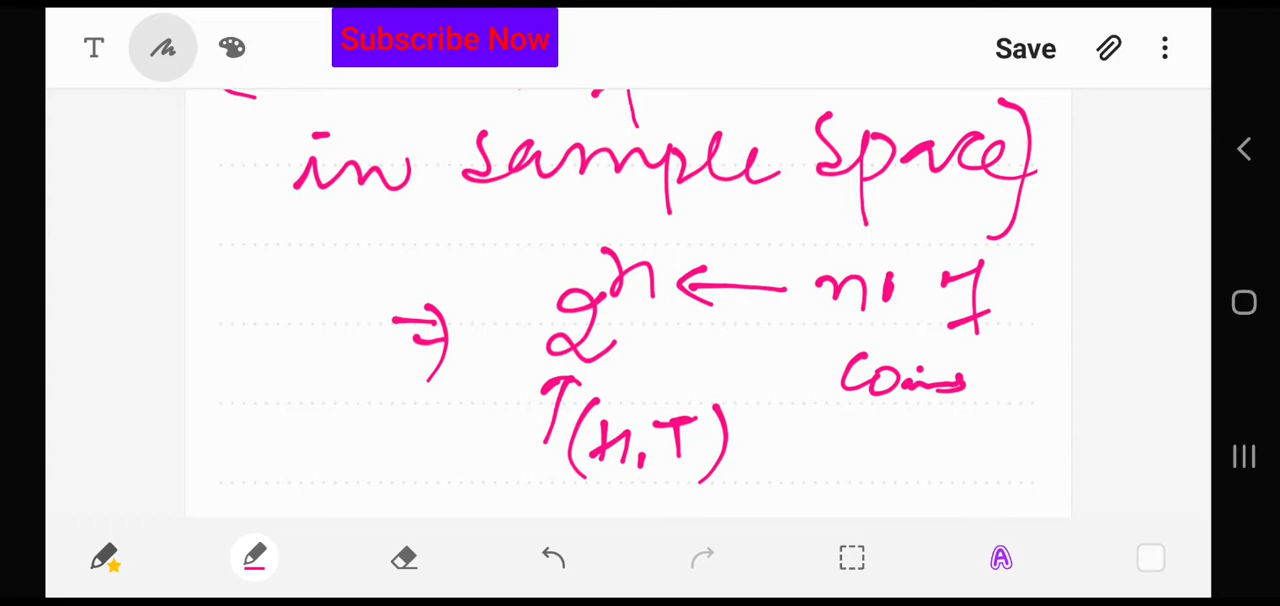 T
Subscribe Now
Save
in sample space)
⇒ 2ⁿ ← no. of
coins
↑ (H, T)
A